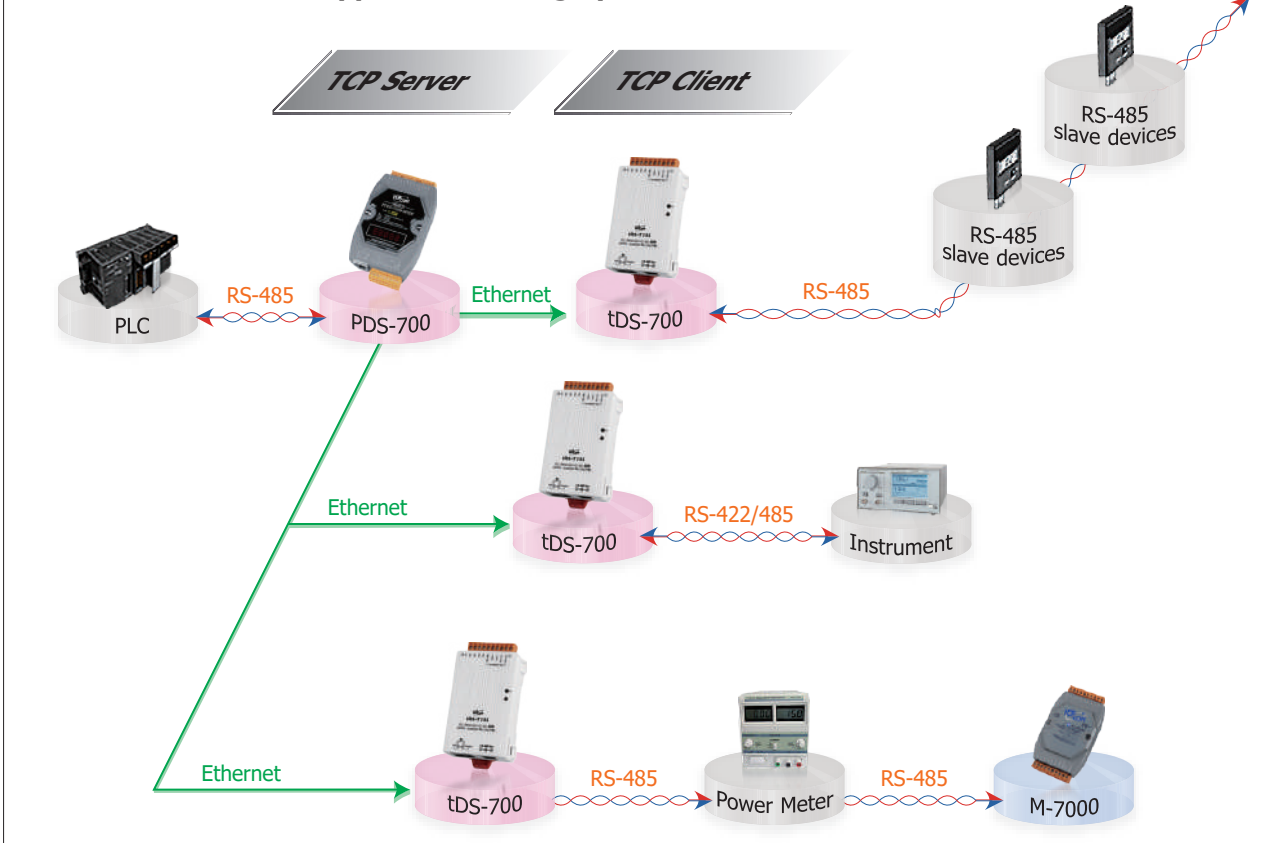 TCP Server
TCP Client
RS-485
slave devices
RS-485
slave devices
PLC
RS-485
PDS-700
Ethernet
tDS-700
RS-485
Ethernet
tDS-700
RS-422/485
Instrument
Ethernet
tDS-700
RS-485
Power Meter
RS-485
M-7000